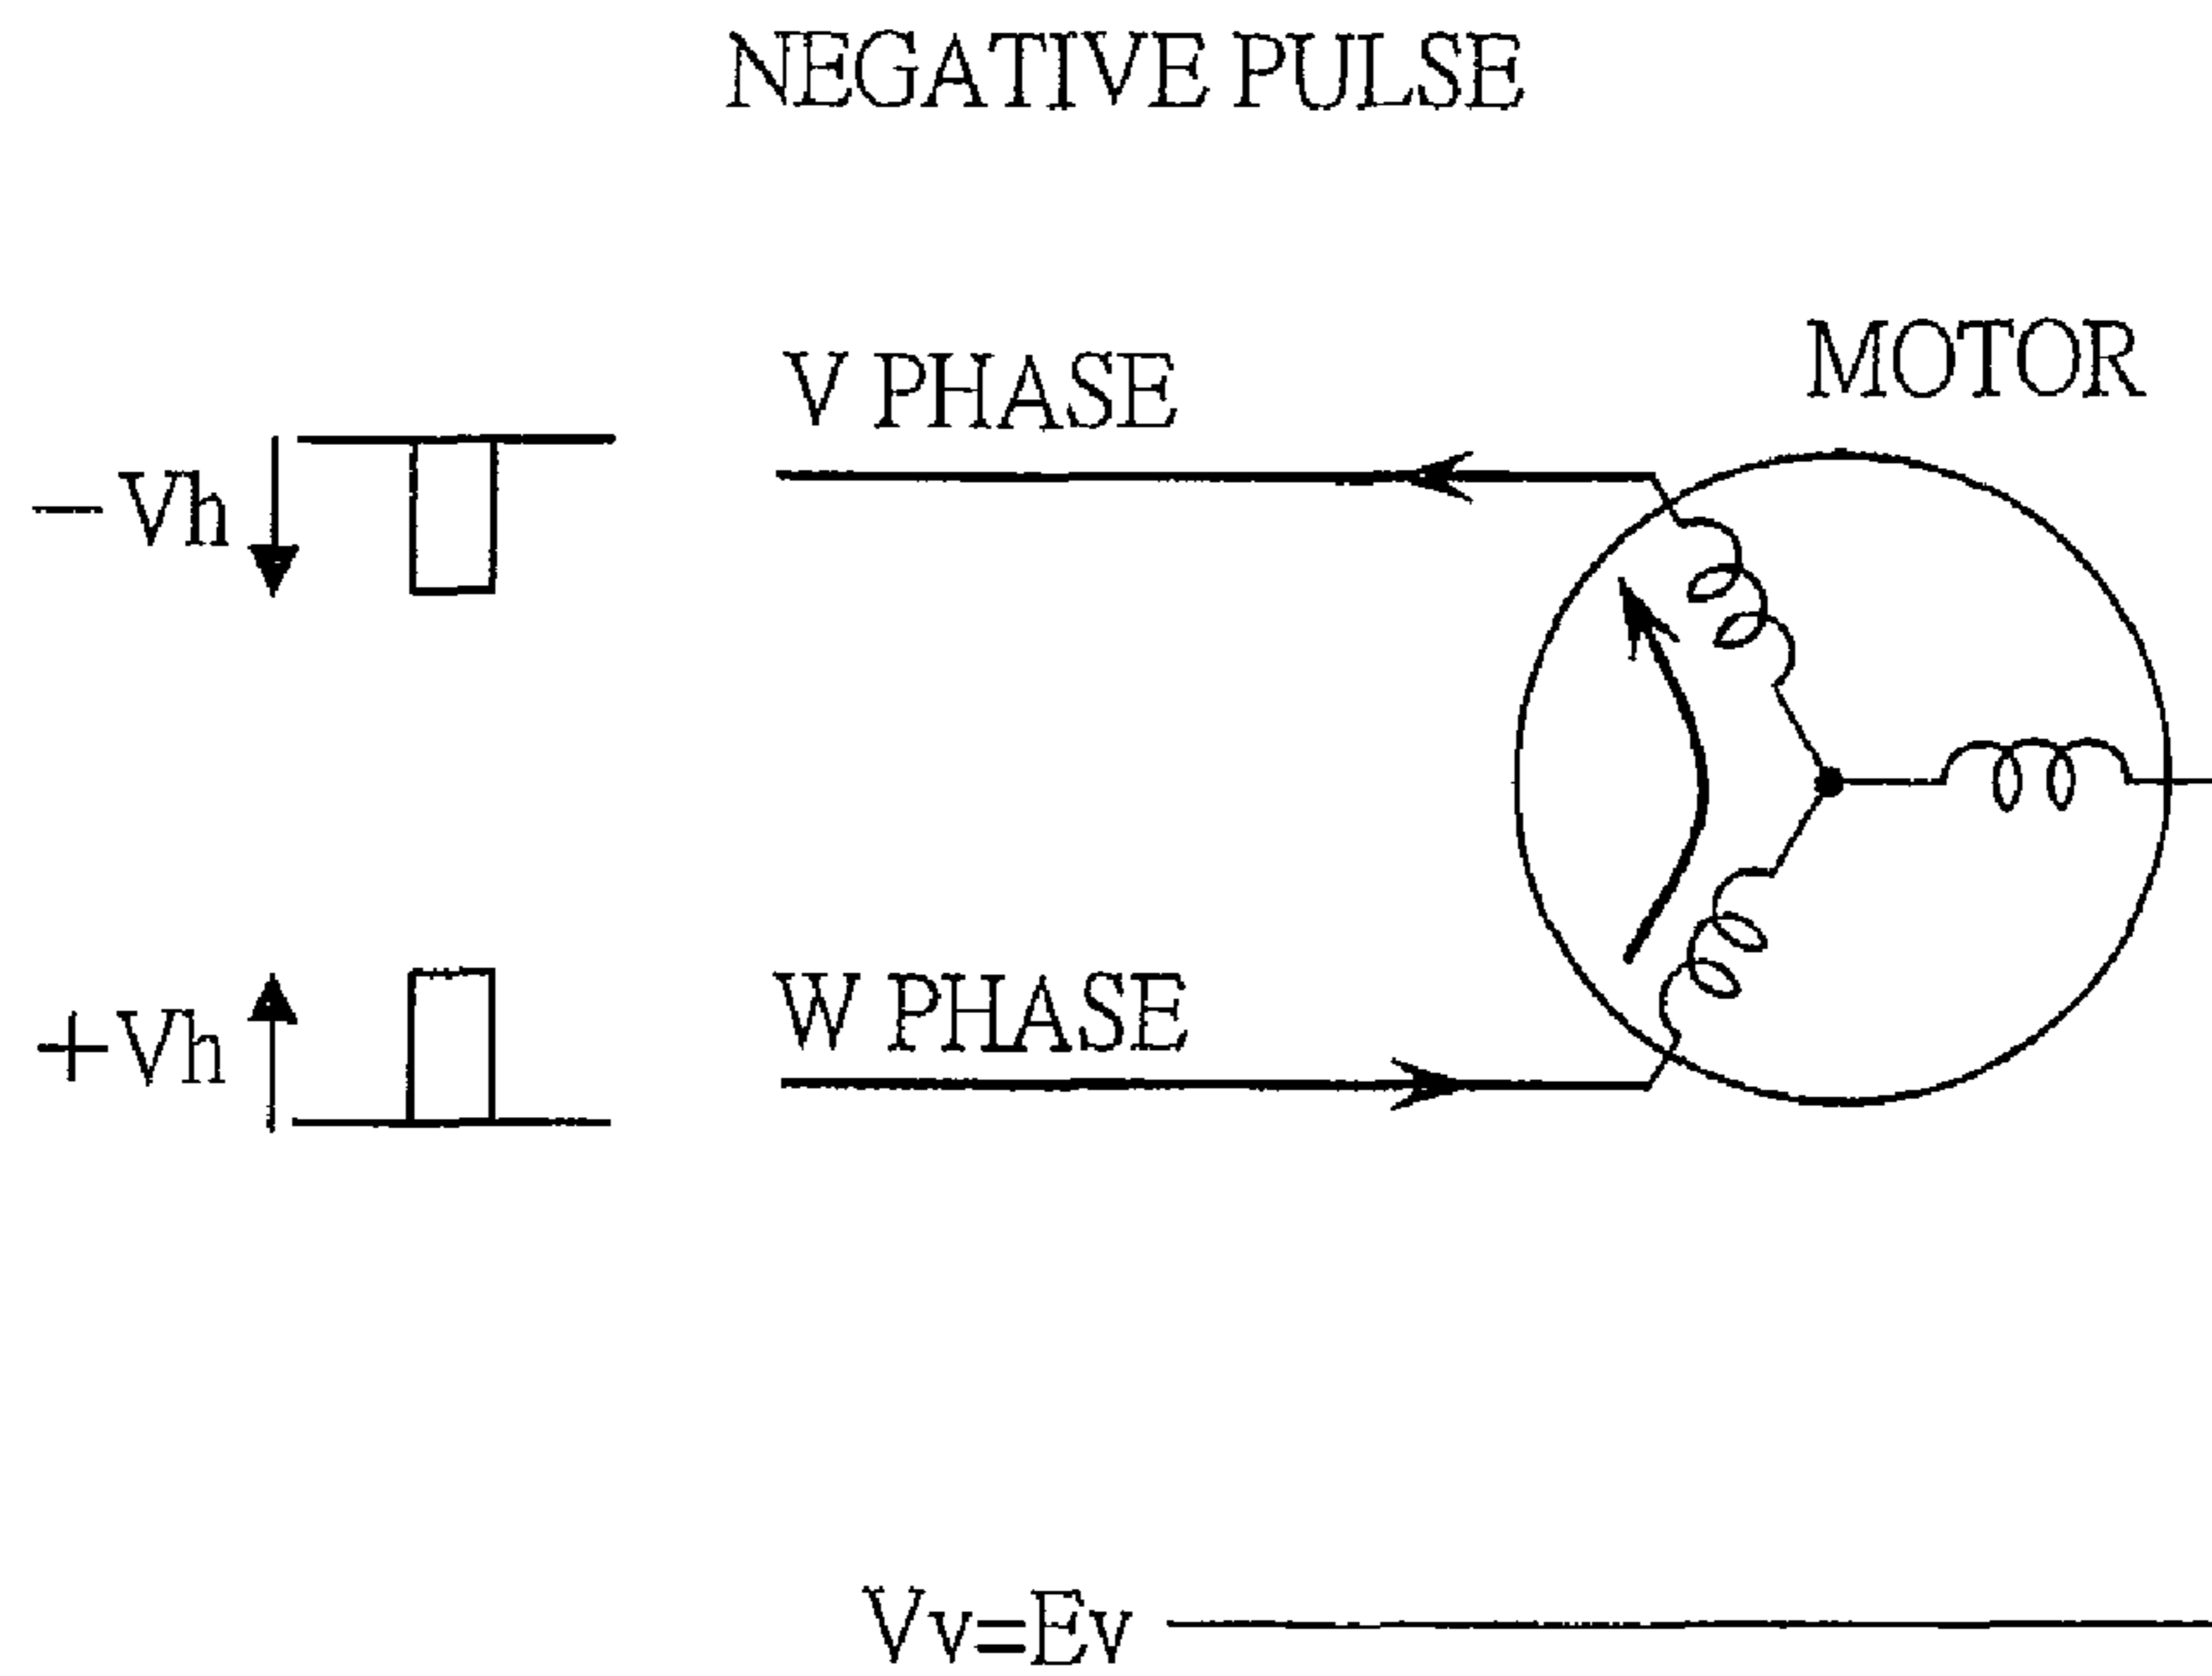 NEGATIVE PULSE
V PHASE
MOTOR
− Vh
W PHASE
+Vh
Vv=Ev